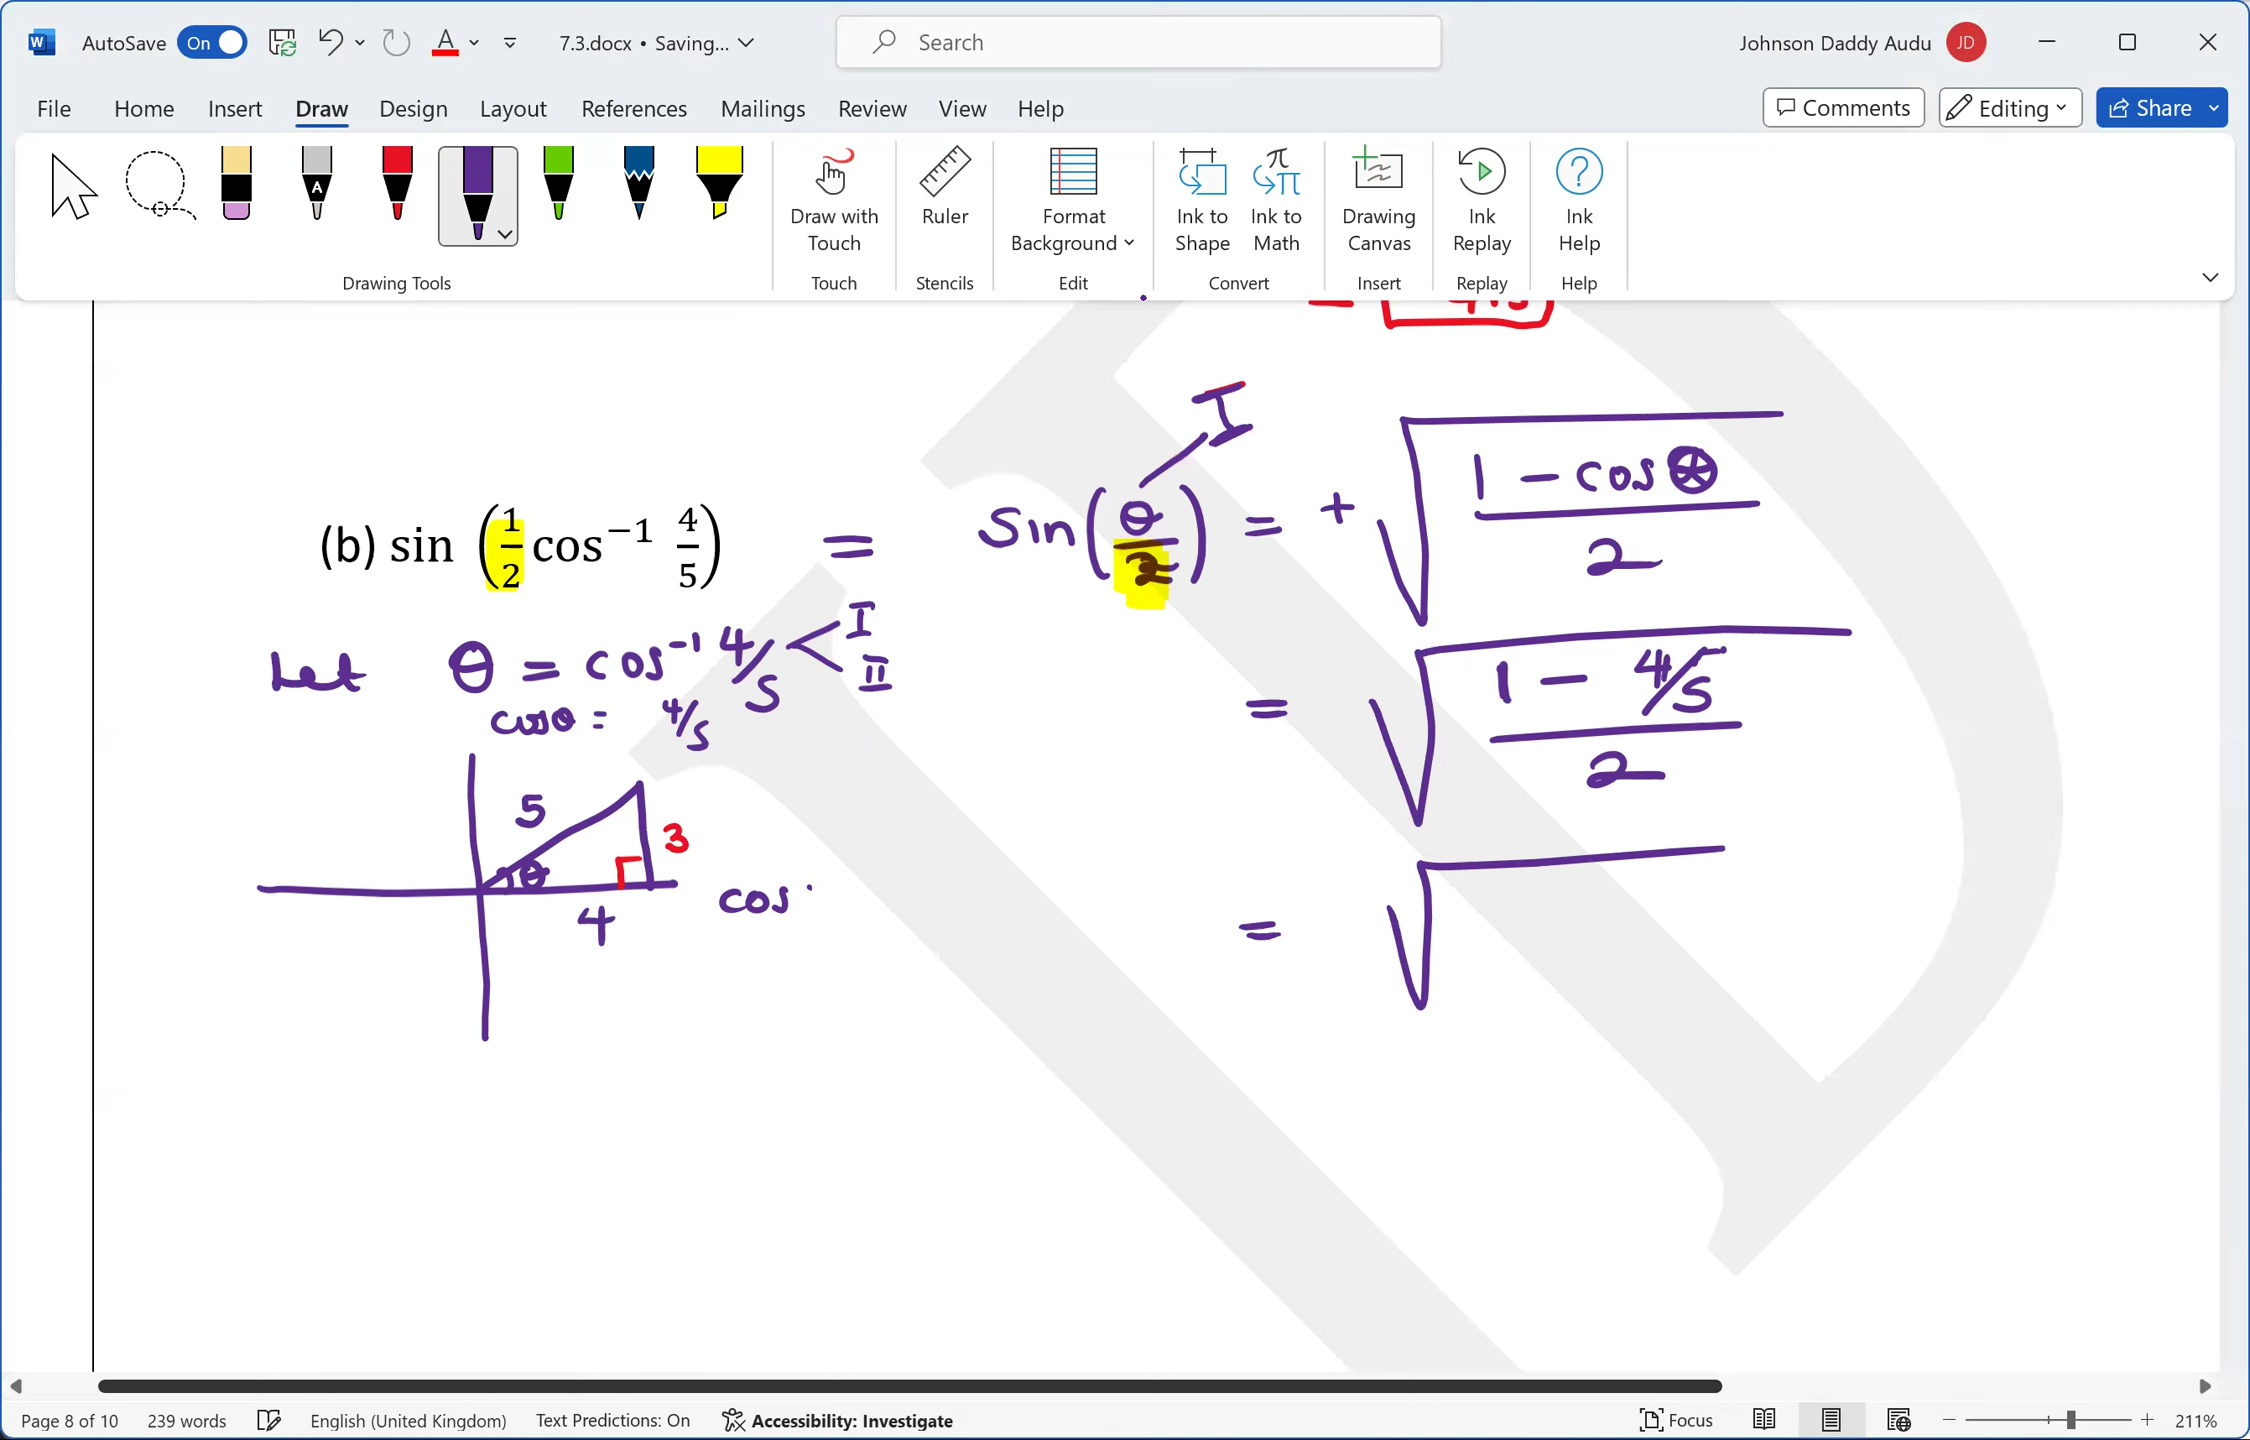 AutoSave On 7.3.docx • Saving... Search Johnson Daddy Audu JD
File Home Insert Draw Design Layout References Mailings Review View Help Comments Editing Share
A
Draw with Touch Ruler Format Background Ink to Shape Ink to Math Drawing Canvas Ink Replay Ink Help
Drawing Tools Touch Stencils Edit Convert Insert Replay Help
I
(b) sin (1/2 cos⁻¹ 4/5) = sin(θ/2) = + √((1 − cos θ)/2)
Let θ = cos⁻¹ 4/5 < I II
cosθ = 4/5
= √((1 − 4/5)/2)
5 3
θ
4 cos
= √
Page 8 of 10 239 words English (United Kingdom) Text Predictions: On Accessibility: Investigate Focus 211%